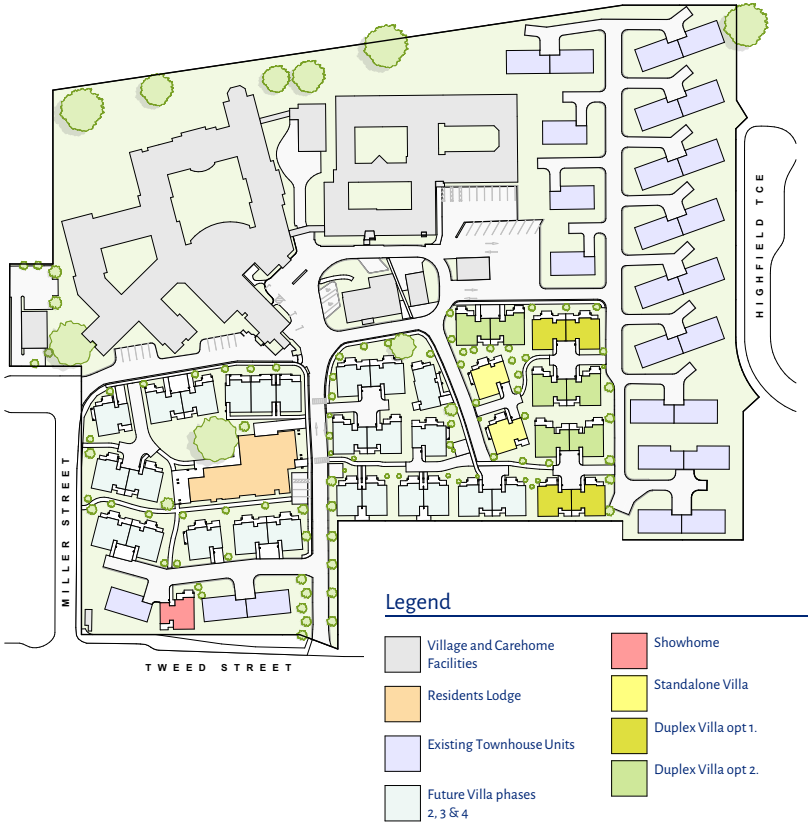 HIGHFIELD TCE
MILLER STREET
TWEED STREET
Legend
Village and Carehome
Facilities
Residents Lodge
Existing Townhouse Units
Future Villa phases
2, 3 & 4
Showhome
Standalone Villa
Duplex Villa opt 1.
Duplex Villa opt 2.